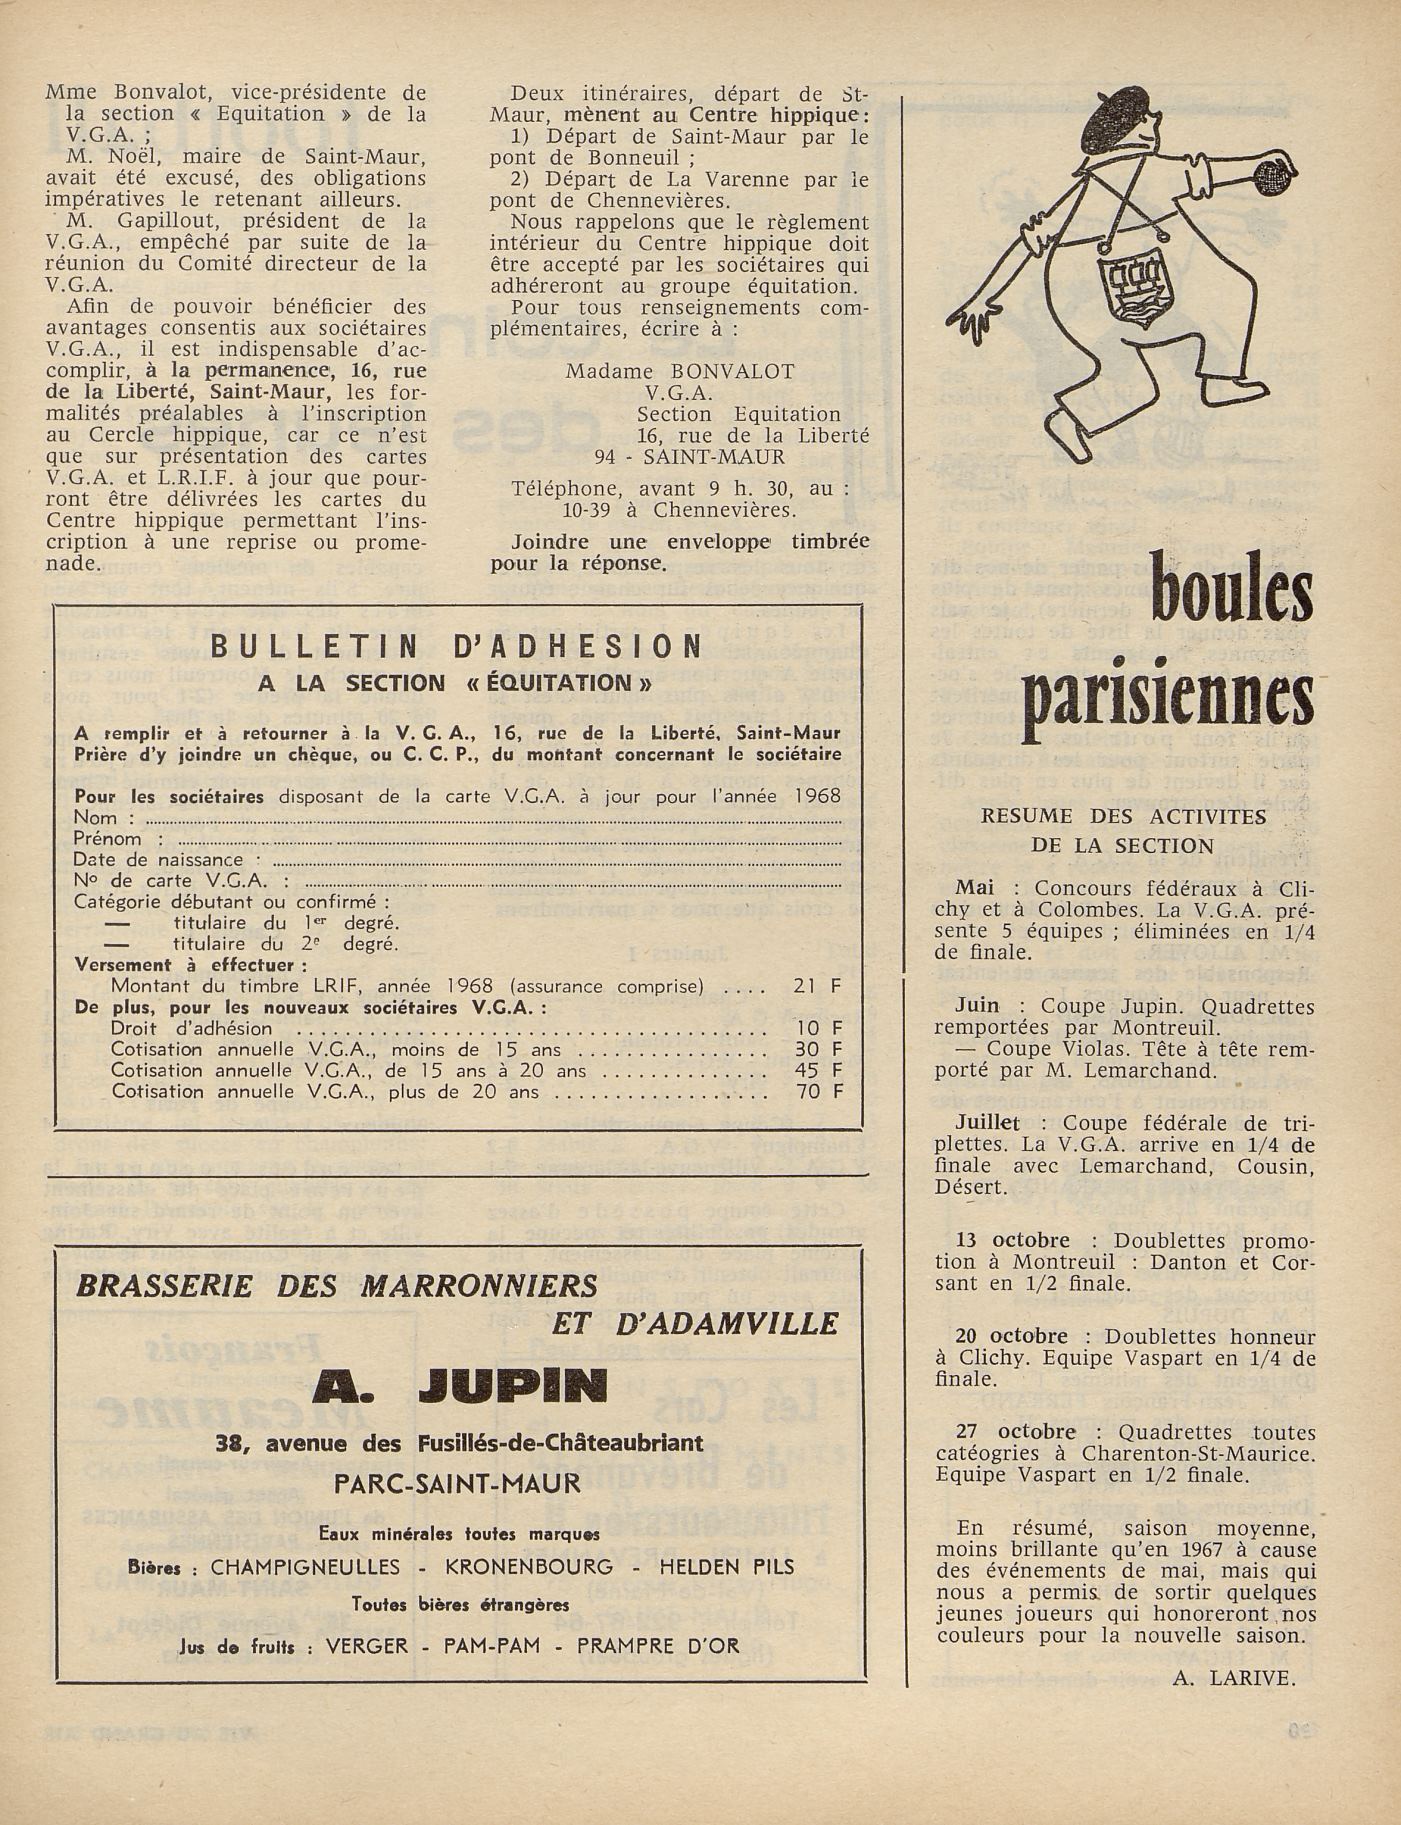 Mme Bonvalot, vice-présidente de
la section « Equitation » de la
V.G.A. ;
M. Noël, maire de Saint-Maur,
avait été excusé, des obligations
impératives le retenant ailleurs.
M. Gapillout, président de la
V.G.A., empêché par suite de la
réunion du Comité directeur de la
V.G.A.
Afin de pouvoir bénéficier des
avantages consentis aux sociétaires
V.G.A., il est indispensable d'ac-
complir, à la permanence, 16, rue
de la Liberté, Saint-Maur, les for-
malités préalables à l'inscription
au Cercle hippique, car ce n'est
que sur présentation des cartes
V.G.A. et L.R.I.F. à jour que pour-
ront être délivrées les cartes du
Centre hippique permettant l'ins-
cription à une reprise ou prome-
nade.
Deux itinéraires, départ de St-
Maur, mènent au Centre hippique :
1) Départ de Saint-Maur par le
pont de Bonneuil ;
2) Départ de La Varenne par le
pont de Chennevières.
Nous rappelons que le règlement
intérieur du Centre hippique doit
être accepté par les sociétaires qui
adhéreront au groupe équitation.
Pour tous renseignements com-
plémentaires, écrire à :
Madame BONVALOT
V.G.A.
Section Equitation
16, rue de la Liberté
94 - SAINT-MAUR
Téléphone, avant 9 h. 30, au :
10-39 à Chennevières.
Joindre une enveloppe timbrée
pour la réponse.
BULLETIN D'ADHESION
A LA SECTION « ÉQUITATION »
A remplir et à retourner à la V. G. A., 16, rue de la Liberté, Saint-Maur
Prière d'y joindre un chèque, ou C. C. P., du montant concernant le sociétaire
Pour les sociétaires disposant de la carte V.G.A. à jour pour l'année 1968
Nom : ........................
Prénom : ........................
Date de naissance : ........................
No de carte V.G.A. : ........................
Catégorie débutant ou confirmé :
— titulaire du 1er degré.
— titulaire du 2e degré.
Versement à effectuer :
Montant du timbre LRIF, année 1968 (assurance comprise) .... 21 F
De plus, pour les nouveaux sociétaires V.G.A. :
Droit d'adhésion ........................ 10 F
Cotisation annuelle V.G.A., moins de 15 ans ................. 30 F
Cotisation annuelle V.G.A., de 15 ans à 20 ans .............. 45 F
Cotisation annuelle V.G.A., plus de 20 ans .................. 70 F
BRASSERIE DES MARRONNIERS
ET D'ADAMVILLE
A. JUPIN
38, avenue des Fusillés-de-Châteaubriant
PARC-SAINT-MAUR
Eaux minérales toutes marques
Bières : CHAMPIGNEULLES - KRONENBOURG - HELDEN PILS
Toutes bières étrangères
Jus de fruits : VERGER - PAM-PAM - PRAMPRE D'OR
boules
parisiennes
RESUME DES ACTIVITES
DE LA SECTION
Mai : Concours fédéraux à Cli-
chy et à Colombes. La V.G.A. pré-
sente 5 équipes ; éliminées en 1/4
de finale.
Juin : Coupe Jupin. Quadrettes
remportées par Montreuil.
— Coupe Violas. Tête à tête rem-
porté par M. Lemarchand.
Juillet : Coupe fédérale de tri-
plettes. La V.G.A. arrive en 1/4 de
finale avec Lemarchand, Cousin,
Désert.
13 octobre : Doublettes promo-
tion à Montreuil : Danton et Cor-
sant en 1/2 finale.
20 octobre : Doublettes honneur
à Clichy. Equipe Vaspart en 1/4 de
finale.
27 octobre : Quadrettes toutes
catéogries à Charenton-St-Maurice.
Equipe Vaspart en 1/2 finale.
En résumé, saison moyenne,
moins brillante qu'en 1967 à cause
des événements de mai, mais qui
nous a permis de sortir quelques
jeunes joueurs qui honoreront nos
couleurs pour la nouvelle saison.
A. LARIVE.